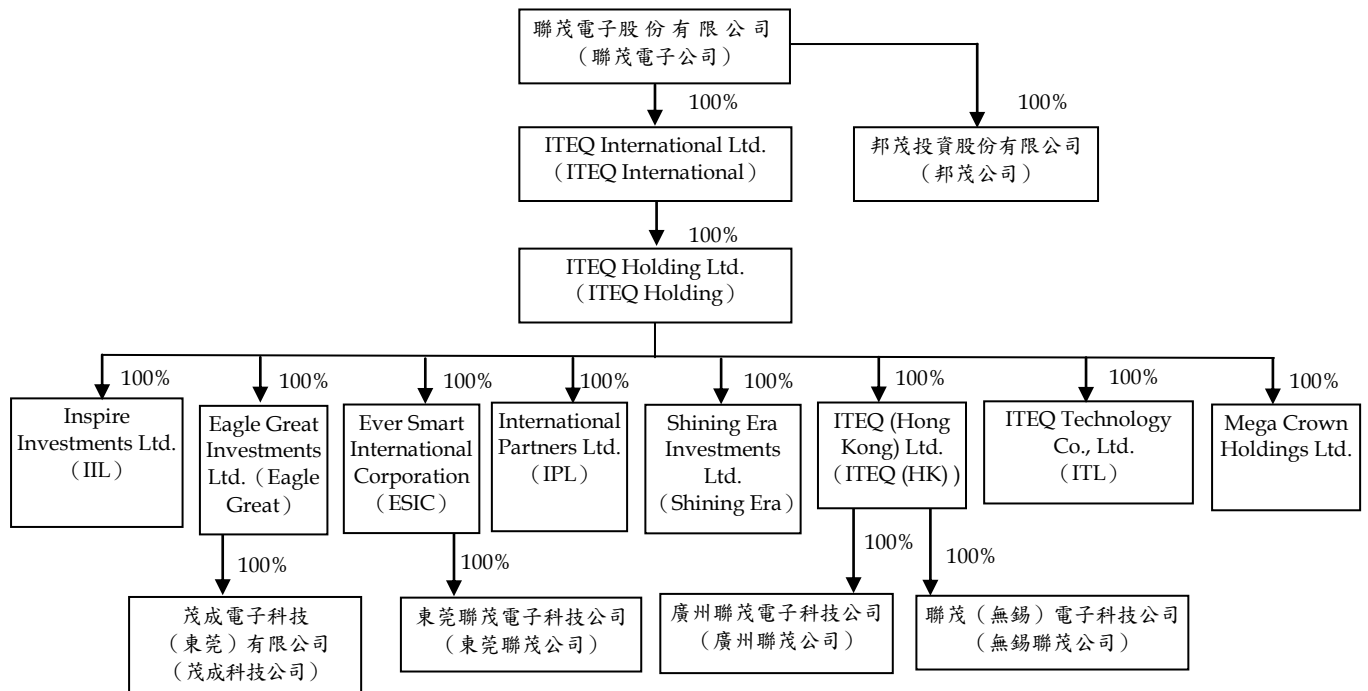 聯茂電子股份有限公司
（聯茂電子公司）
100%
100%
ITEQ International Ltd.
（ITEQ International）
邦茂投資股份有限公司
（邦茂公司）
100%
ITEQ Holding Ltd.
（ITEQ Holding）
100%
100%
100%
100%
100%
100%
100%
100%
Inspire
Investments Ltd.
（IIL）
Eagle Great
Investments
Ltd.（Eagle
Great）
Ever Smart
International
Corporation
（ESIC）
International
Partners Ltd.
（IPL）
Shining Era
Investments
Ltd.
（Shining Era）
ITEQ (Hong
Kong) Ltd.
（ITEQ (HK)）
ITEQ Technology
Co., Ltd.
（ITL）
Mega Crown
Holdings Ltd.
100%
100%
100%
100%
茂成電子科技
（東莞）有限公司
（茂成科技公司）
東莞聯茂電子科技公司
（東莞聯茂公司）
廣州聯茂電子科技公司
（廣州聯茂公司）
聯茂（無錫）電子科技公司
（無錫聯茂公司）